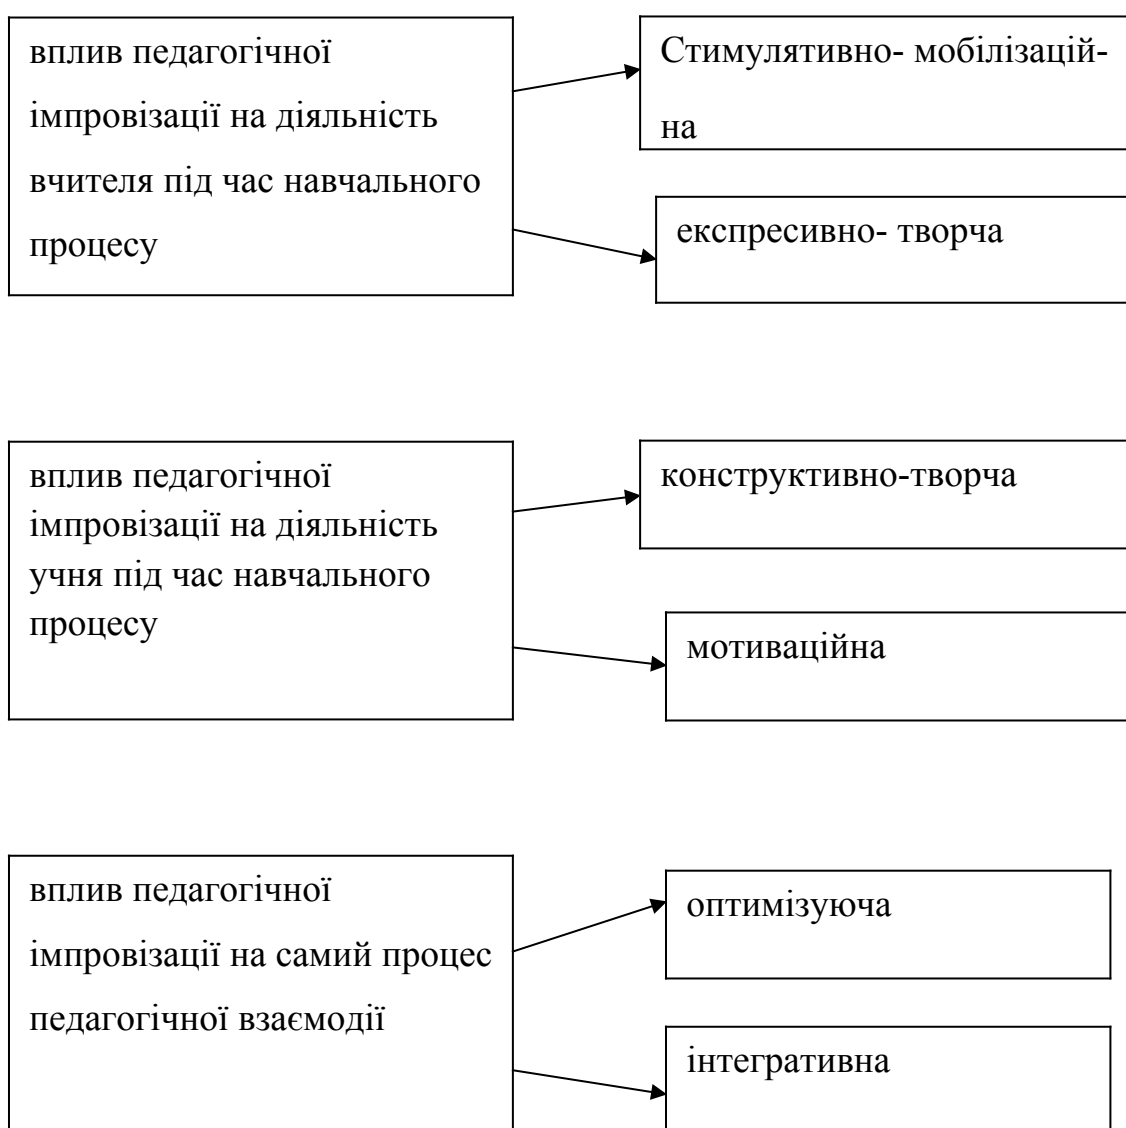 вплив педагогічної
імпровізації на діяльність
вчителя під час навчального
процесу
Стимулятивно- мобілізацій-
на
експресивно- творча
вплив педагогічної
імпровізації на діяльність
учня під час навчального
процесу
конструктивно-творча
мотиваційна
вплив педагогічної
імпровізації на самий процес
педагогічної взаємодії
оптимізуюча
інтегративна